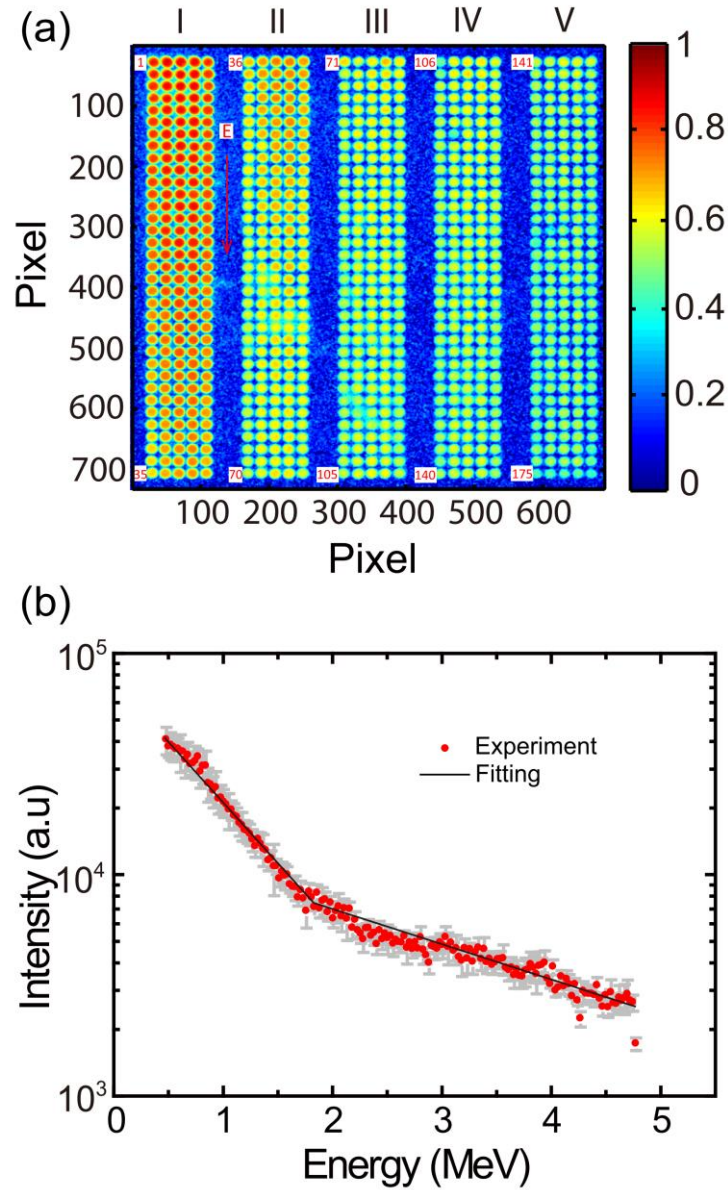 (a)
I II III IV V
1 36 71 106 141
E
35 70 105 140 175
100
200
300
400
500
600
700
Pixel
100 200 300 400 500 600
Pixel
1
0.8
0.6
0.4
0.2
0
(b)
10^5
10^4
10^3
Intensity (a.u)
Experiment
Fitting
0 1 2 3 4 5
Energy (MeV)